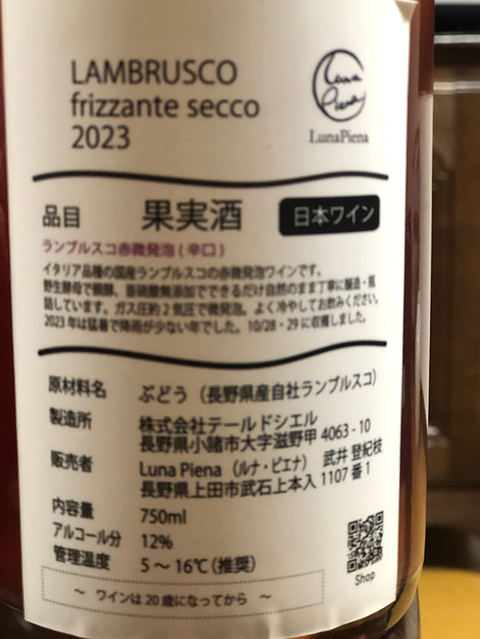 LAMBRUSCO
frizzante secco
2023
Luna
Piena
LunaPiena
品目 果実酒 日本ワイン
ランブルスコ赤微発泡(辛口)
イタリア品種の国産ランブルスコの赤微発泡ワインです。
野生酵母で醗酵、亜硫酸無添加でできるだけ自然のまま丁寧に醸造・瓶
詰しています。ガス圧約2気圧で微発泡。よく冷やしてお飲みください。
2023年は猛暑で降雨が少ない年でした。10/28・29に収穫しました。
原材料名 ぶどう(長野県産自社ランブルスコ)
製造所 株式会社テールドシエル
長野県小諸市大字滋野甲 4063-10
販売者 Luna Piena(ルナ・ピエナ) 武井 登紀枝
長野県上田市武石上本入 1107番1
内容量 750ml
アルコール分 12%
管理温度 5~16℃(推奨)
Shop
~ ワインは20歳になってから ~